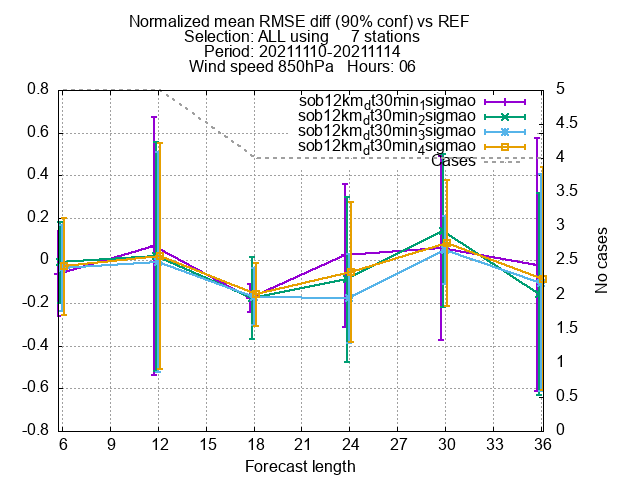 Normalized mean RMSE diff (90% conf) vs REF
Selection: ALL using 7 stations
Period: 20211110-20211114
Wind speed 850hPa Hours: 06
sob12km_dt30min_1sigmao
sob12km_dt30min_2sigmao
sob12km_dt30min_3sigmao
sob12km_dt30min_4sigmao
Cases
0.8
0.6
0.4
0.2
0
-0.2
-0.4
-0.6
-0.8
5
4.5
4
3.5
3
2.5
2
1.5
1
0.5
0
No cases
6 9 12 15 18 21 24 27 30 33 36
Forecast length